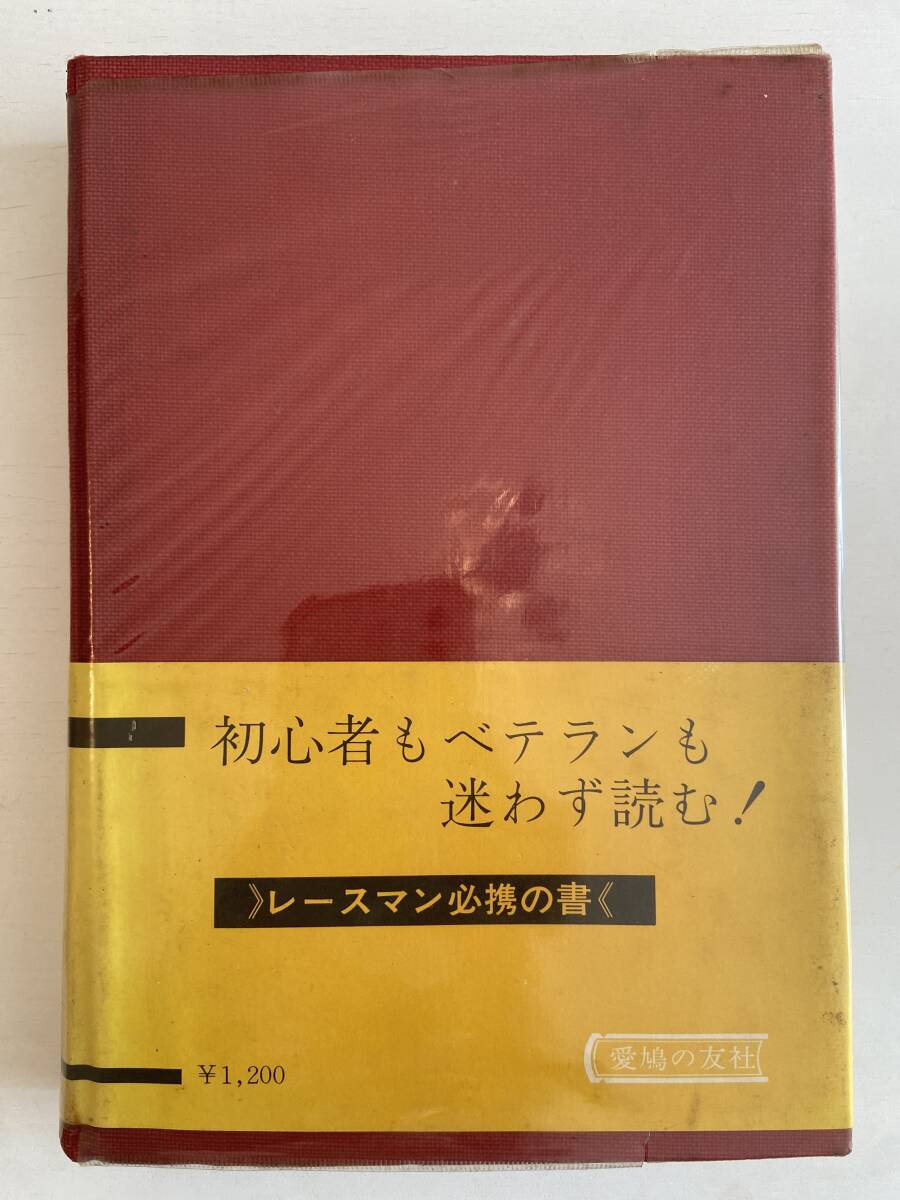 初心者もベテランも
迷わず読む!
》レースマン必携の書《
¥1,200
愛鳩の友社